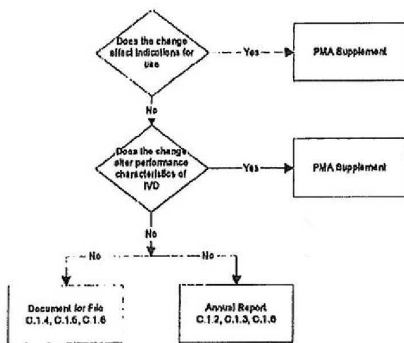 Does the change
effect indications for
use
Yes
PMA Supplement
No
Does the change
alter performance
characteristics of
IVD
Yes
PMA Supplement
No
No
No
Document for File
C.1.4, C.1.5, C.1.6
Annual Report
C.1.2, C.1.3, C.1.6